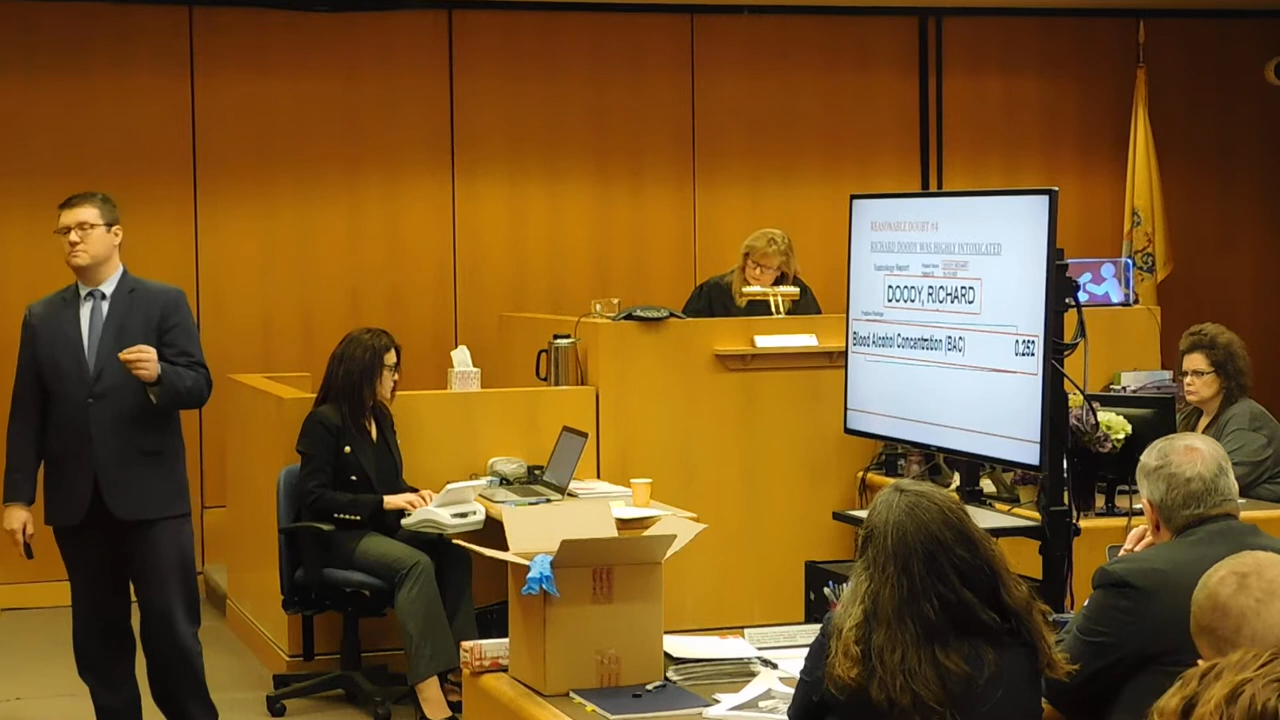 REASONABLE DOUBT #4
RICHARD DOODY WAS HIGHLY INTOXICATED
Toxicology Report
DOODY, RICHARD
Blood Alcohol Concentration (BAC) 0.252